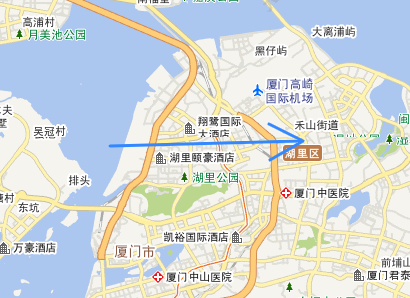 高浦村
月美池公园
大离浦屿
黑仔屿
厦门高崎
国际机场
翔鹭国际
大酒店
禾山街道
吴冠村
湖里区
湖里颐豪酒店
湖里公园
排头
厦门中医院
东坑
凯裕国际酒店
万豪酒店
厦门市
厦门中山医院
前埔村
厦门君泰